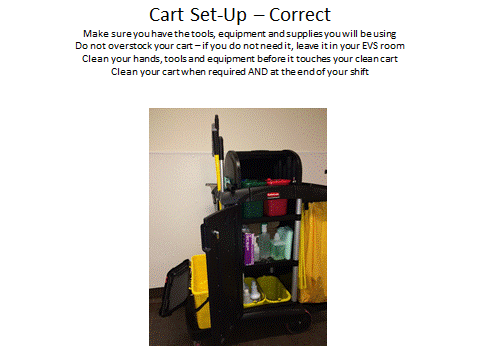 Cart Set-Up – Correct
Make sure you have the tools, equipment and supplies you will be using
Do not overstock your cart – if you do not need it, leave it in your EVS room
Clean your hands, tools and equipment before it touches your clean cart
Clean your cart when required AND at the end of your shift